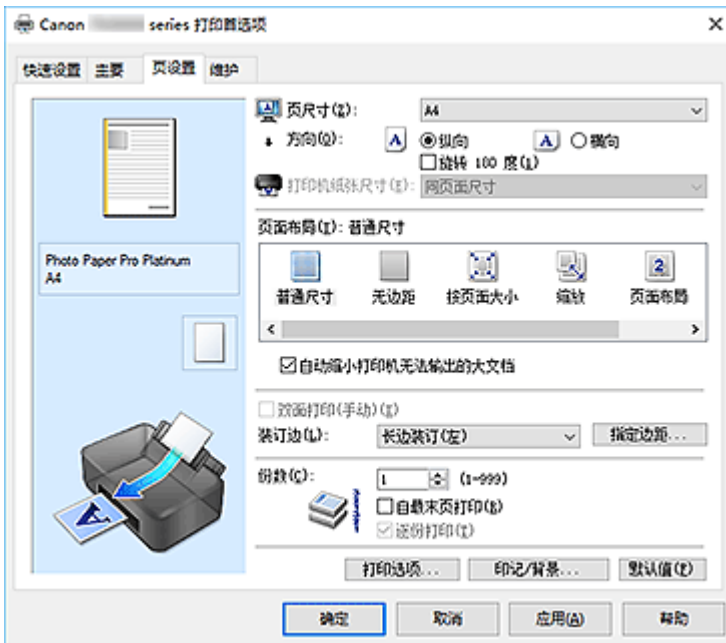 Canon series 打印首选项
快速设置 主要 页设置 维护
页尺寸(Z): A4
方向(O): A 纵向 A 横向
旋转 180 度(1)
打印机纸张尺寸(E): 同页面尺寸
页面布局(I): 普通尺寸
Photo Paper Pro Platinum
A4
普通尺寸 无边距 按页面大小 缩放 页面布局
自动缩小打印机无法输出的大文档
双面打印(手动)(X)
装订边(L): 长边装订(左) 指定边距...
份数(C): 1 (1-999)
自最末页打印(B)
逐份打印(T)
打印选项... 印记/背景... 默认值(F)
确定 取消 应用(A) 帮助